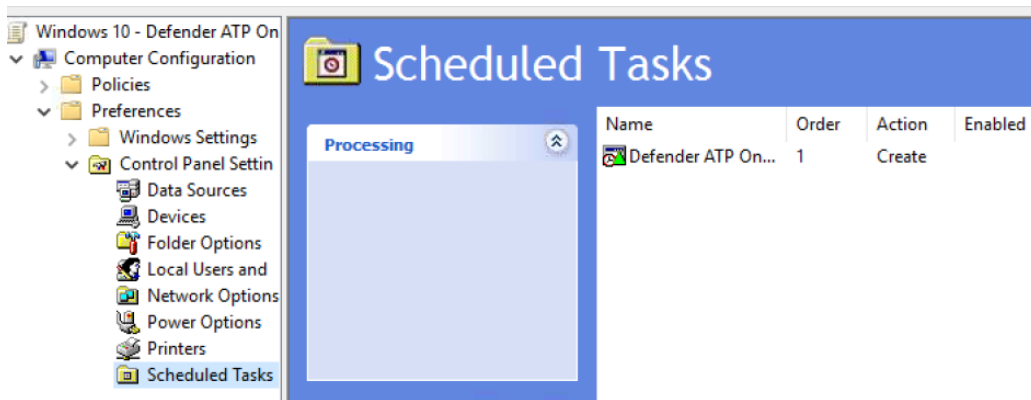 Windows 10 - Defender ATP On
Computer Configuration
Policies
Preferences
Windows Settings
Control Panel Settin
Data Sources
Devices
Folder Options
Local Users and
Network Options
Power Options
Printers
Scheduled Tasks
Scheduled Tasks
Processing
Name Order Action Enabled
Defender ATP On... 1 Create